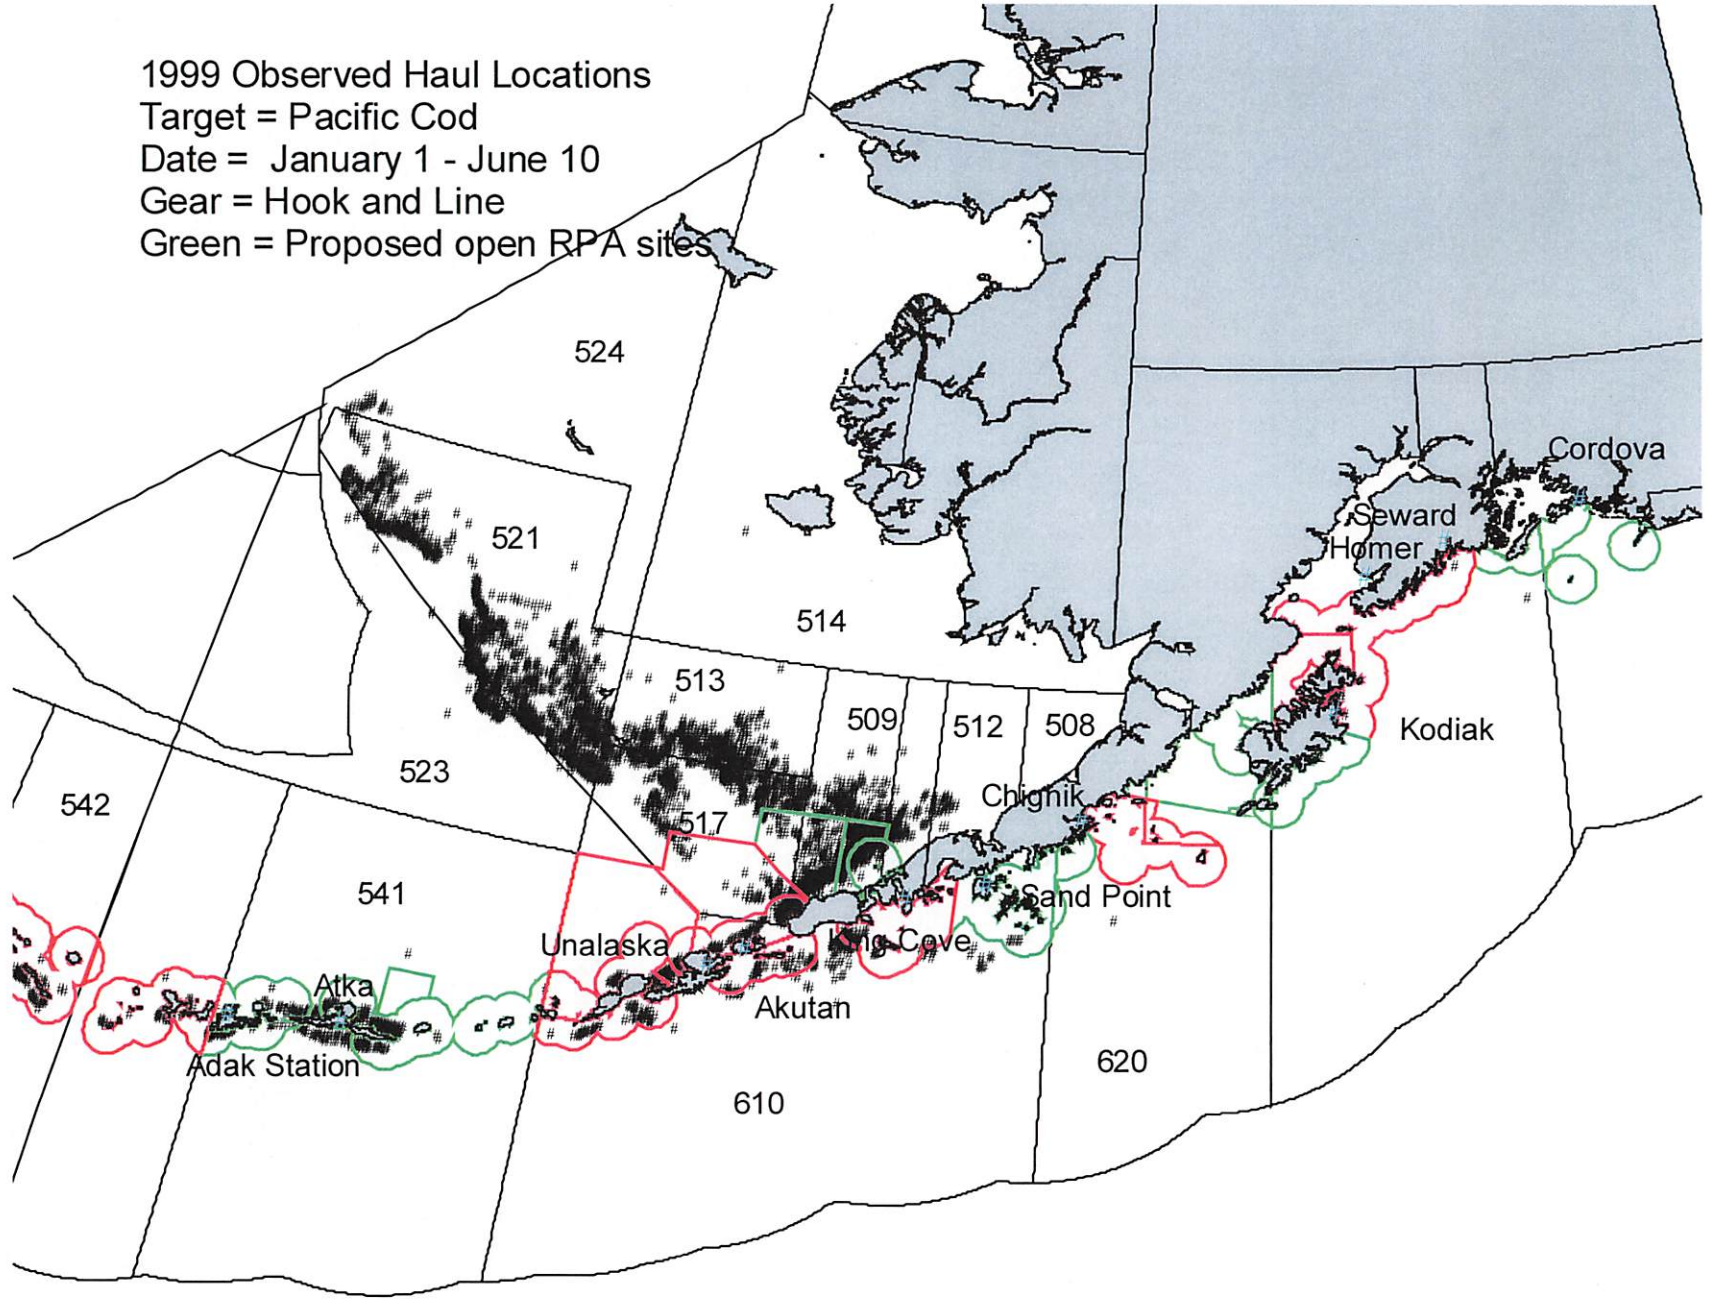 1999 Observed Haul Locations
Target = Pacific Cod
Date = January 1 - June 10
Gear = Hook and Line
Green = Proposed open RPA sites
524
Cordova
521
Seward
Homer
514
513
509
512
508
Kodiak
523
542
Chignik
517
541
Sand Point
Unalaska
King Cove
Atka
Akutan
Adak Station
620
610